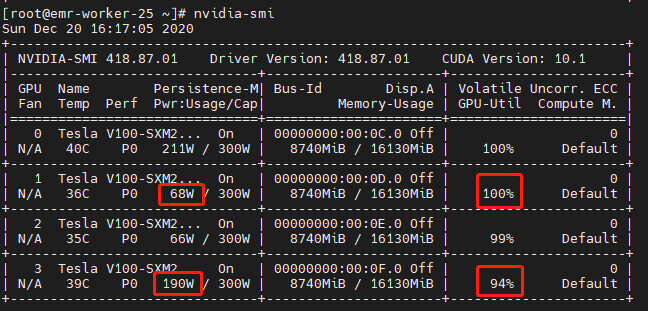 [root@emr-worker-25 ~]# nvidia-smi
Sun Dec 20 16:17:05 2020
+-----------------------------------------------------------------------------+
| NVIDIA-SMI 418.87.01    Driver Version: 418.87.01    CUDA Version: 10.1     |
|-------------------------------+----------------------+----------------------+
| GPU  Name        Persistence-M| Bus-Id        Disp.A | Volatile Uncorr. ECC |
| Fan  Temp  Perf  Pwr:Usage/Cap|         Memory-Usage | GPU-Util  Compute M. |
|===============================+======================+======================|
|   0  Tesla V100-SXM2...  On   | 00000000:00:0C.0 Off |                    0 |
| N/A   40C    P0   211W / 300W |   8740MiB / 16130MiB |    100%      Default |
+-------------------------------+----------------------+----------------------+
|   1  Tesla V100-SXM2...  On   | 00000000:00:0D.0 Off |                    0 |
| N/A   36C    P0    68W / 300W |   8740MiB / 16130MiB |    100%      Default |
+-------------------------------+----------------------+----------------------+
|   2  Tesla V100-SXM2...  On   | 00000000:00:0E.0 Off |                    0 |
| N/A   35C    P0    66W / 300W |   8740MiB / 16130MiB |     99%      Default |
+-------------------------------+----------------------+----------------------+
|   3  Tesla V100-SXM2     On   | 00000000:00:0F.0 Off |                    0 |
| N/A   39C    P0   190W / 300W |   8740MiB / 16130MiB |     94%      Default |
+-------------------------------+----------------------+----------------------+